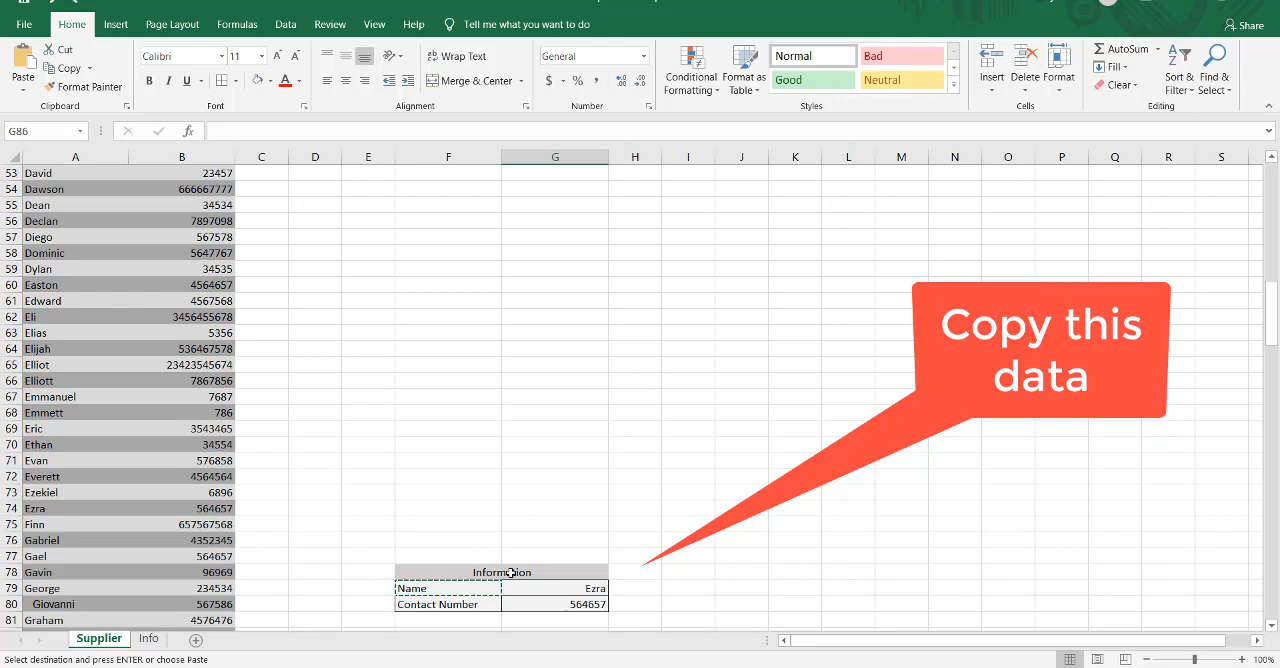 File Home Insert Page Layout Formulas Data Review View Help Tell me what you want to do Share
Cut Calibri 11 Wrap Text General Normal Bad AutoSum
Copy Fill
Paste Format Painter Merge & Center Conditional Formatting Format as Table Good Neutral Insert Delete Format Clear Sort & Filter Find & Select
Clipboard Font Alignment Number Styles Cells Editing
G86 fx
A B C D E F G H I J K L M N O P Q R S
53 David 23457
54 Dawson 666667777
55 Dean 34534
56 Declan 7897098
57 Diego 567578
58 Dominic 5647767
59 Dylan 34535
60 Easton 4564657
61 Edward 4567568
62 Eli 3456455678
63 Elias 5356
64 Elijah 536467578
65 Elliot 23423545674
66 Elliott 7867856
67 Emmanuel 7687
68 Emmett 786
69 Eric 3543465
70 Ethan 34554
71 Evan 576858
72 Everett 4564564
73 Ezekiel 6896
74 Ezra 564657
75 Finn 657567568
76 Gabriel 4352345
77 Gael 564657
78 Gavin 96969 Information
79 George 234534 Name Ezra
80 Giovanni 567586 Contact Number 564657
81 Graham 4576476
Copy this
data
Supplier Info
Select destination and press ENTER or choose Paste 100%